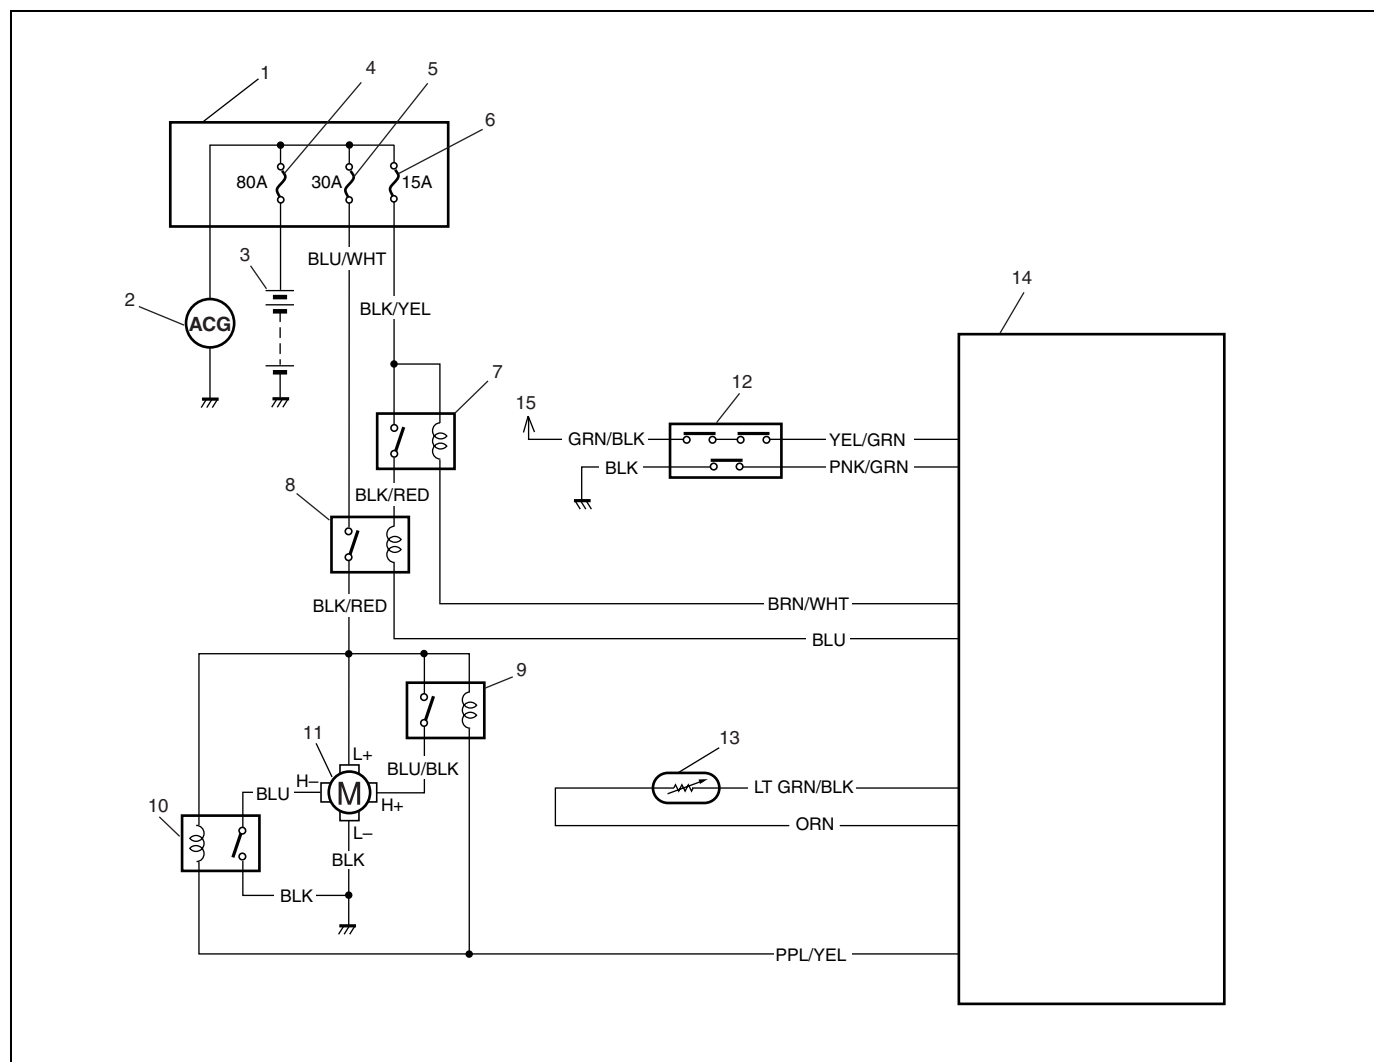 1
4
5
6
80A
30A
15A
3
BLU/WHT
2
BLK/YEL
ACG
14
7
12
15
GRN/BLK
YEL/GRN
BLK
PNK/GRN
8
BLK/RED
BLK/RED
BRN/WHT
BLU
9
11
13
L+
BLU/BLK
H–
BLU
M
H+
LT GRN/BLK
10
L–
ORN
BLK
BLK
PPL/YEL